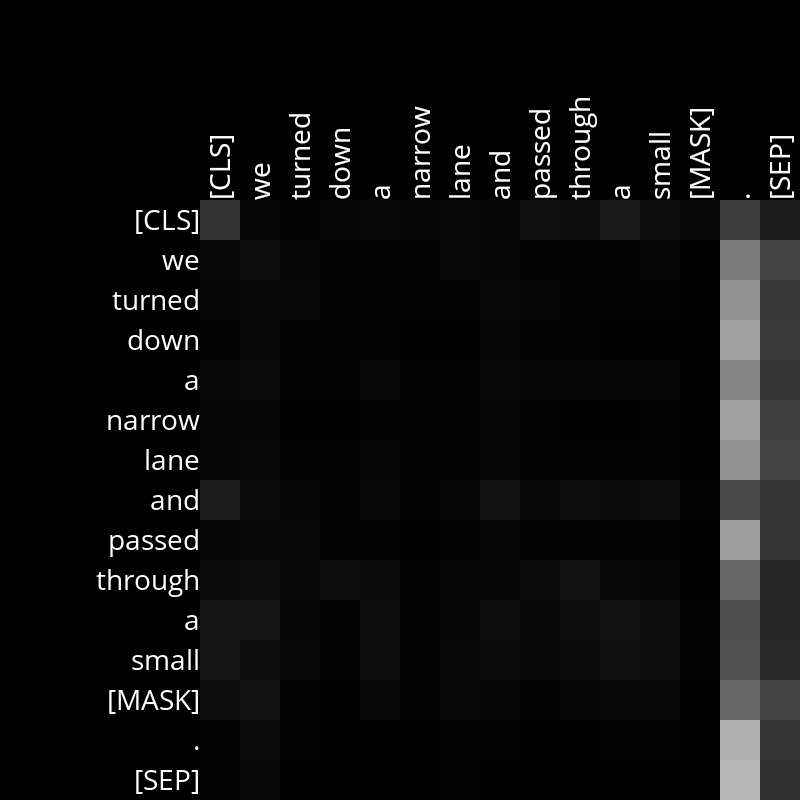 [CLS] we turned down a narrow lane and passed through a small [MASK] . [SEP]
[CLS]
we
turned
down
a
narrow
lane
and
passed
through
a
small
[MASK]
.
[SEP]